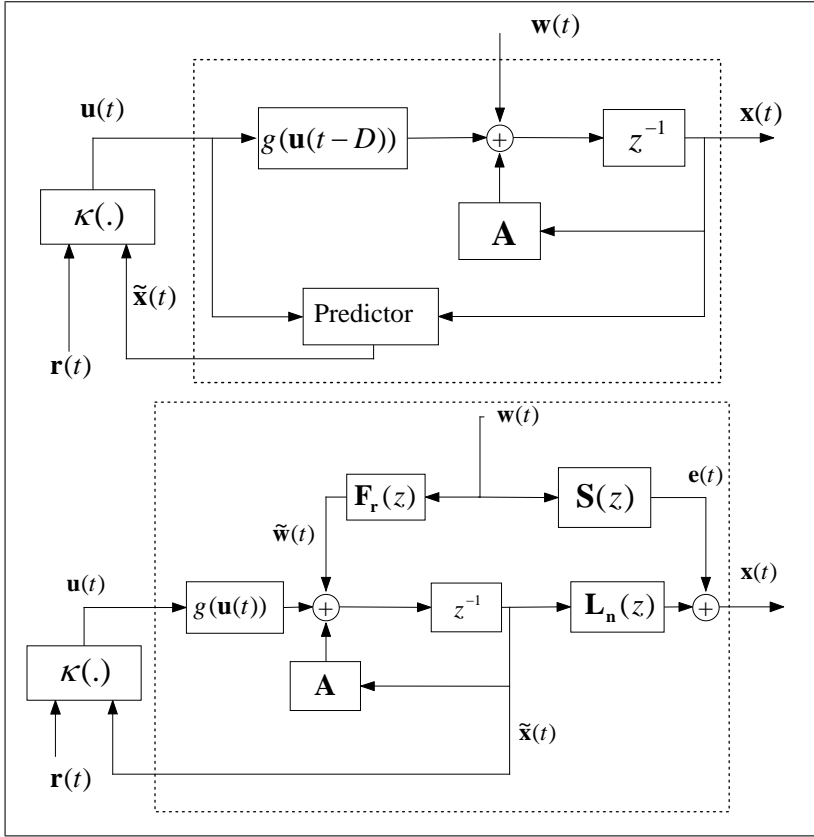 w(t)
u(t)
g(u(t − D))
+
z⁻¹
x(t)
κ(.)
A
x̃(t)
Predictor
r(t)
w(t)
e(t)
F_r(z)
S(z)
w̃(t)
u(t)
x(t)
g(u(t))
+
z⁻¹
L_n(z)
+
κ(.)
A
x̃(t)
r(t)